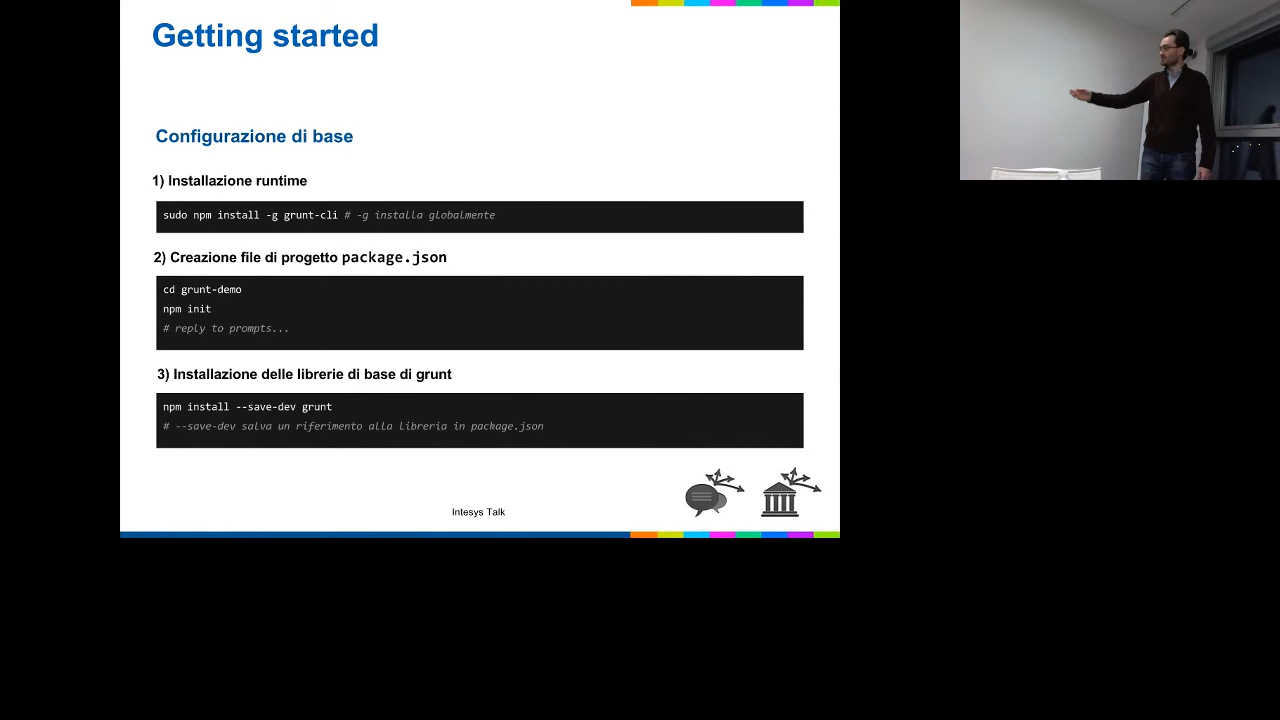 Getting started
Configurazione di base
1) Installazione runtime
sudo npm install -g grunt-cli # -g installa globalmente
2) Creazione file di progetto package.json
cd grunt-demo
npm init
# reply to prompts...
3) Installazione delle librerie di base di grunt
npm install --save-dev grunt
# --save-dev salva un riferimento alla libreria in package.json
Intesys Talk